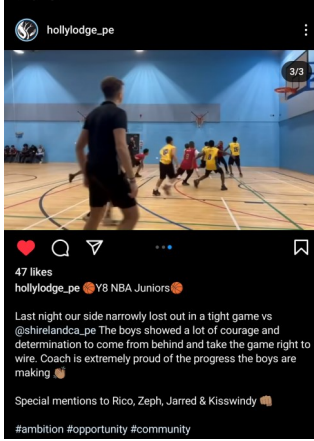 hollylodge_pe
3/3
47 likes
hollylodge_pe 🏀Y8 NBA Juniors🏀
Last night our side narrowly lost out in a tight game vs
@shirelandca_pe The boys showed a lot of courage and
determination to come from behind and take the game right to
wire. Coach is extremely proud of the progress the boys are
making 👏🏽
Special mentions to Rico, Zeph, Jarred & Kisswindy 👊🏽
#ambition #opportunity #community